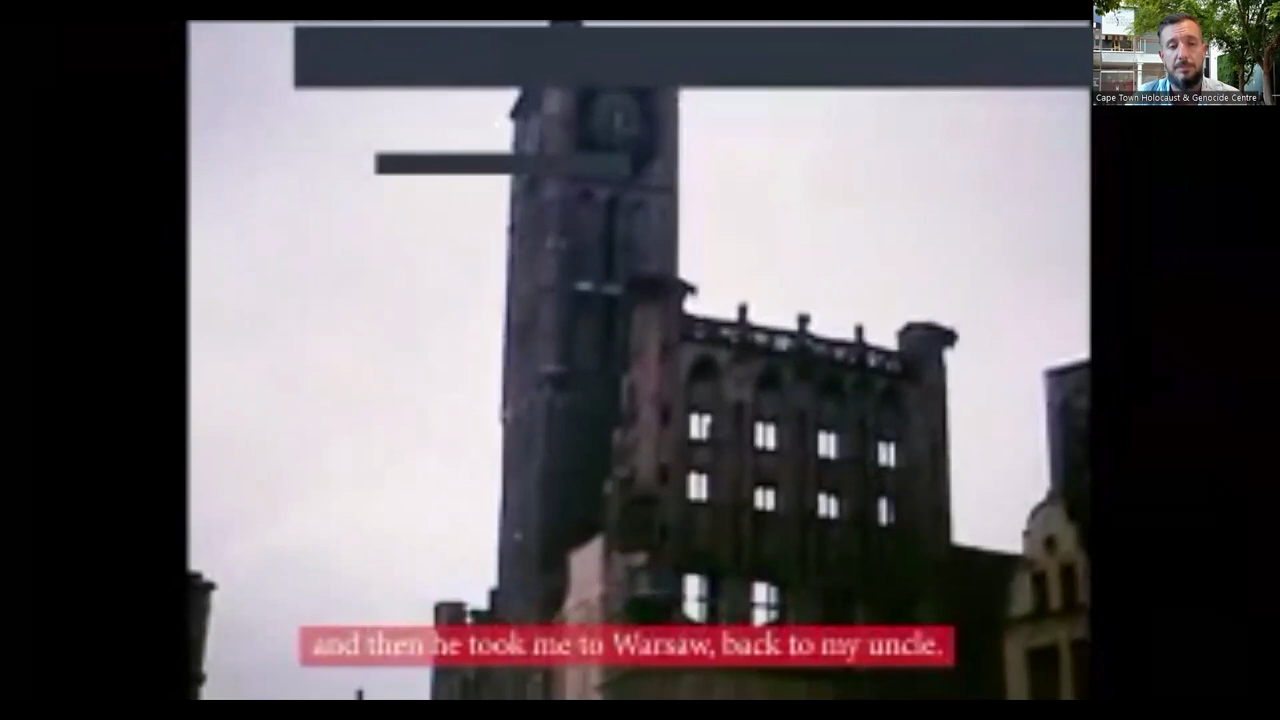 Cape Town Holocaust & Genocide Centre
and then he took me to Warsaw, back to my uncle.